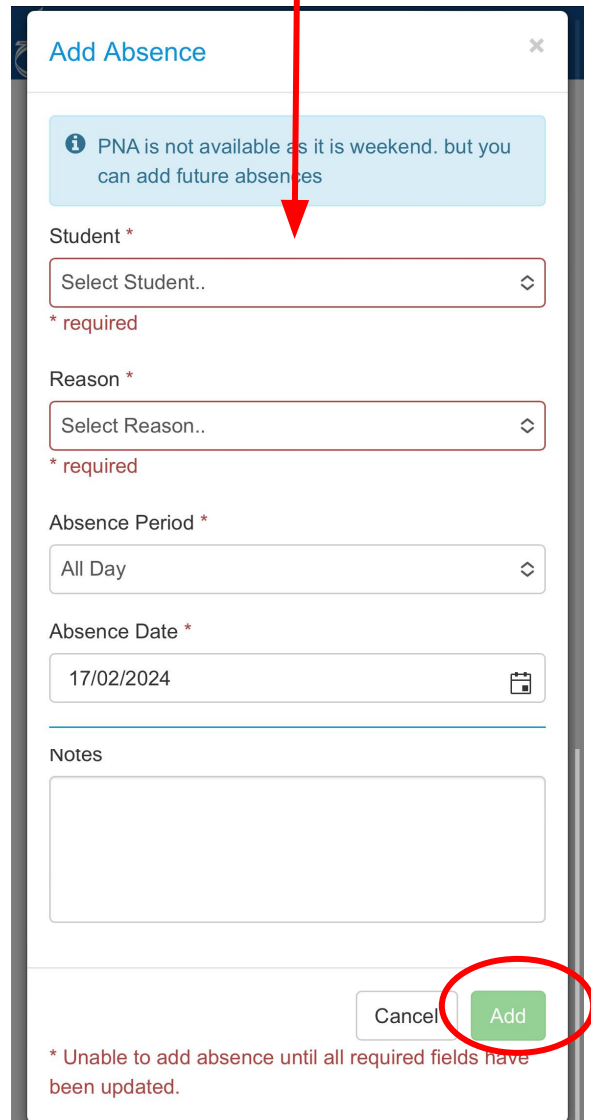 Add Absence
×
PNA is not available as it is weekend. but you
can add future absences
Student *
Select Student..
* required
Reason *
Select Reason..
* required
Absence Period *
All Day
Absence Date *
17/02/2024
Notes
Cancel
Add
* Unable to add absence until all required fields have
been updated.